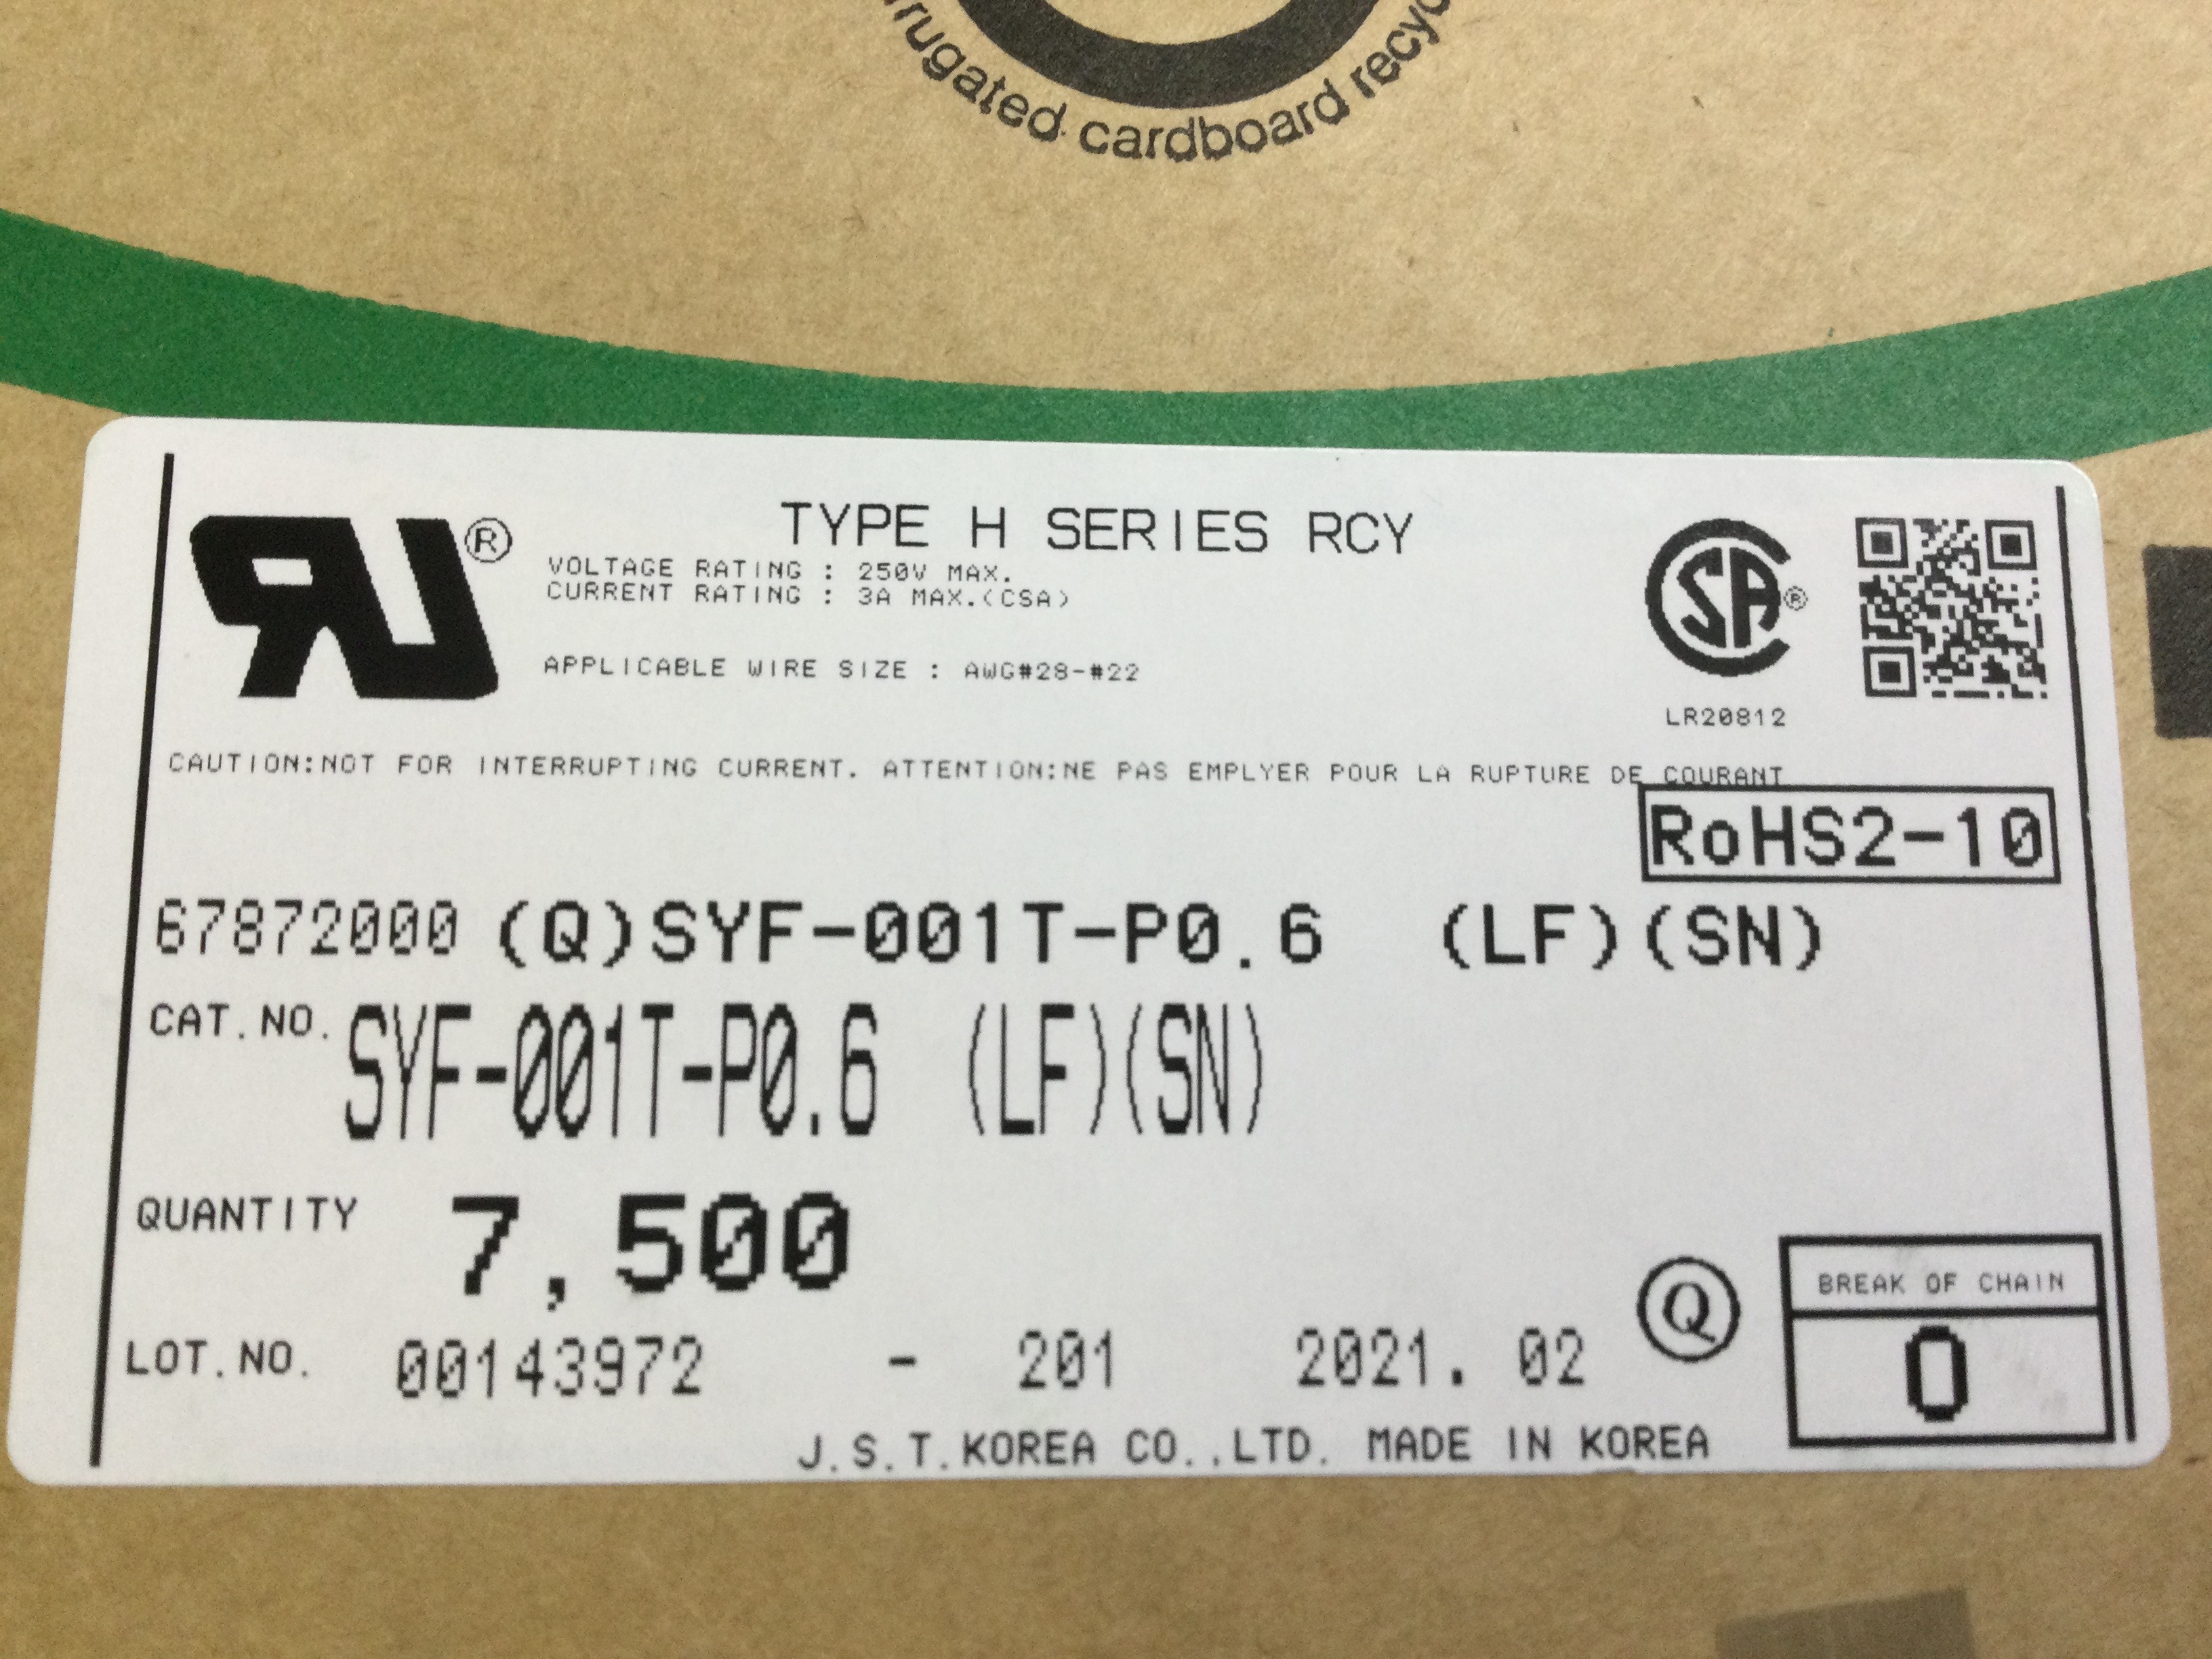 rrugated cardboard recyc
TYPE H SERIES RCY
VOLTAGE RATING : 250V MAX.
CURRENT RATING : 3A MAX.(CSA)
APPLICABLE WIRE SIZE : AWG#28-#22
LR20812
CAUTION:NOT FOR INTERRUPTING CURRENT. ATTENTION:NE PAS EMPLYER POUR LA RUPTURE DE COURANT
RoHS2-10
67872000 (Q)SYF-001T-P0.6 (LF)(SN)
CAT.NO. SYF-001T-P0.6 (LF)(SN)
QUANTITY 7,500
BREAK OF CHAIN
0
LOT.NO. 00143972 - 201 2021. 02 Q
J.S.T.KOREA CO.,LTD. MADE IN KOREA